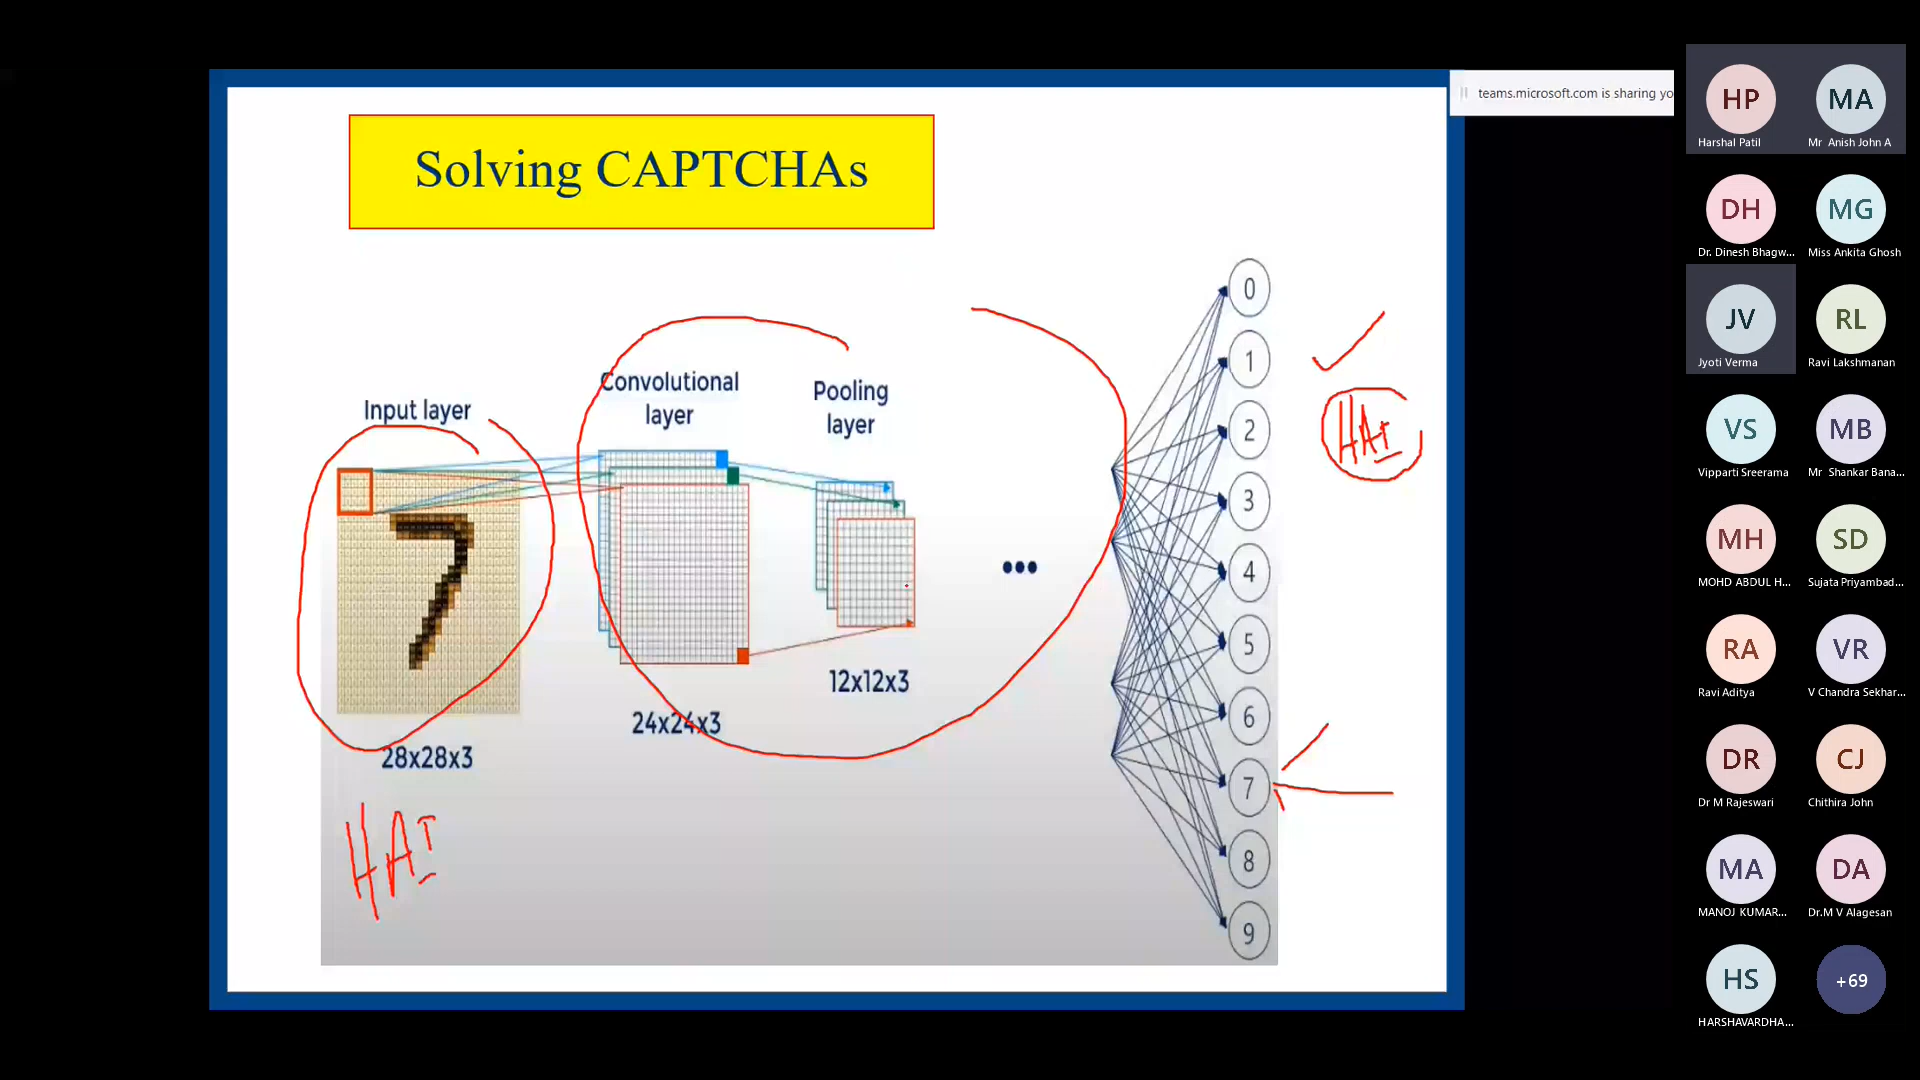 teams.microsoft.com is sharing yo
Solving CAPTCHAs
Input layer
Convolutional
layer
Pooling
layer
28x28x3
24x24x3
12x12x3
...
0
1
2
3
4
5
6
7
8
9
HAI
HAI
HP
Harshal Patil
MA
Mr Anish John A
DH
Dr. Dinesh Bhagw...
MG
Miss Ankita Ghosh
JV
Jyoti Verma
RL
Ravi Lakshmanan
VS
Vipparti Sreerama
MB
Mr Shankar Bana...
MH
MOHD ABDUL H...
SD
Sujata Priyambad...
RA
Ravi Aditya
VR
V Chandra Sekhar...
DR
Dr M Rajeswari
CJ
Chithira John
MA
MANOJ KUMAR...
DA
Dr.M V Alagesan
HS
HARSHAVARDHA...
+69